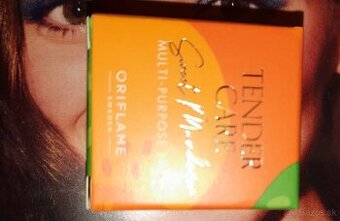 TENDER
CARE
MULTI-PURPOSE
ORIFLAME
SWEDEN